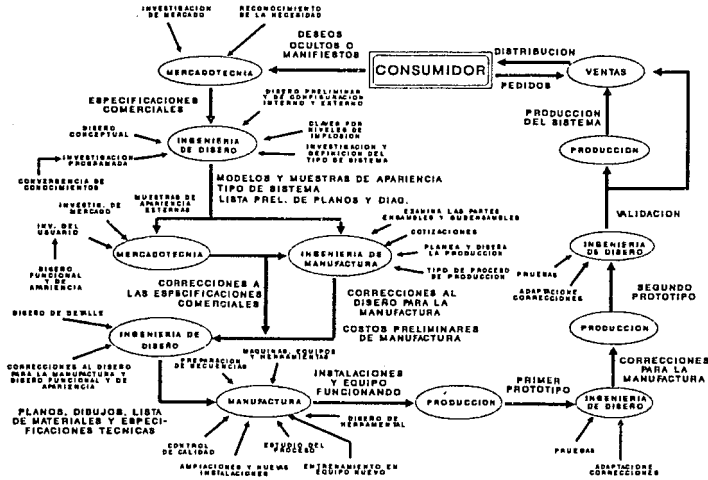 INVESTIGACION
DE MERCADO
RECONOCIMIENTO
DE LA NECESIDAD
DESEOS
OCULTOS O
MANIFIESTOS
MERCADOTECNIA
CONSUMIDOR
DISTRIBUCION
PEDIDOS
VENTAS
ESPECIFICACIONES
COMERCIALES
DISEÑO PRELIMINAR
Y DE CONFIGURACION
INTERNO Y EXTERNO
DISEÑO
CONCEPTUAL
INGENIERIA
DE DISEÑO
CLAVES POR
NIVELES DE
IMPLOSION
INVESTIGACION Y
DEFINICION DEL
TIPO DE SISTEMA
INVESTIGACION
PROGRAMADA
CONVERGENCIA DE
CONOCIMIENTOS
PRODUCCION
DEL SISTEMA
PRODUCCION
MODELOS Y MUESTRAS DE APARIENCIA
TIPO DE SISTEMA
LISTA PREL. DE PLANOS Y DIAG.
MUESTRAS DE
APARIENCIA
EXTERNAS
INVESTIG. DE
MERCADO
INV. DEL
USUARIO
DISEÑO
FUNCIONAL
Y DE
APARIENCIA
MERCADOTECNIA
INGENIERIA DE
MANUFACTURA
EXAMINA LAS PARTES
ENSAMBLES Y SUBENSAMBLES
COTIZACIONES
PLANEA Y DISEÑA
LA PRODUCCION
TIPO DE PROCESO
DE PRODUCCION
VALIDACION
INGENIERIA
DE DISEÑO
PRUEBAS
ADAPTACIONE
CORRECCIONES
CORRECCIONES A
LAS ESPECIFICACIONES
COMERCIALES
CORRECCIONES AL
DISEÑO PARA LA
MANUFACTURA
COSTOS PRELIMINARES
DE MANUFACTURA
SEGUNDO
PROTOTIPO
PRODUCCION
DISEÑO DE DETALLE
INGENIERIA DE
DISEÑO
CORRECCIONES AL DISEÑO
PARA LA MANUFACTURA Y
DISEÑO FUNCIONAL Y DE
APARIENCIA
PREPARACION
DE SECUENCIAS
MAQUINAS, EQUIPOS
Y HERRAMIENTAS
INSTALACIONES
Y EQUIPO
FUNCIONANDO
MANUFACTURA
PRODUCCION
PRIMER
PROTOTIPO
CORRECCIONES
PARA LA
MANUFACTURA
INGENIERIA
DE DISEÑO
PLANOS, DIBUJOS, LISTA
DE MATERIALES Y ESPECI-
FICACIONES TECNICAS
DISEÑO DE
HERRAMENTAL
CONTROL
DE CALIDAD
ESTUDIO DEL
PROCESO
AMPIACIONES Y NUEVAS
INSTALACIONES
ENTRENAMIENTO EN
EQUIPO NUEVO
PRUEBAS
ADAPTACIONE
CORRECCIONES